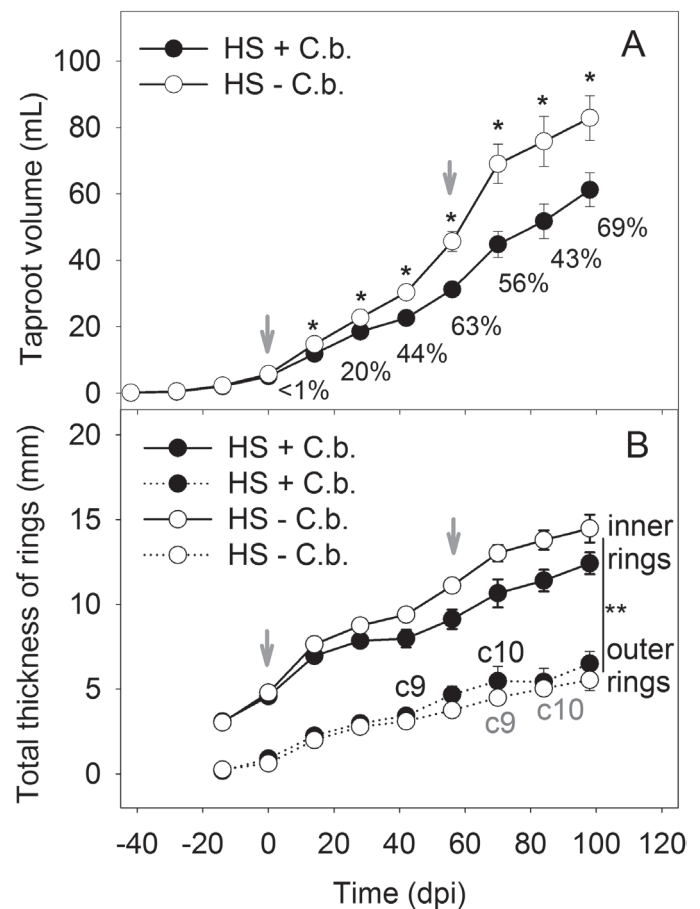 A
HS + C.b.
HS - C.b.
Taproot volume (mL)
100
80
60
40
20
0
* * * * * * *
<1%
20%
44%
63%
56%
43%
69%
B
HS + C.b.
HS + C.b.
HS - C.b.
HS - C.b.
Total thickness of rings (mm)
20
15
10
5
0
inner
rings
**
outer
rings
c9
c10
c9
c10
-40 -20 0 20 40 60 80 100 120
Time (dpi)